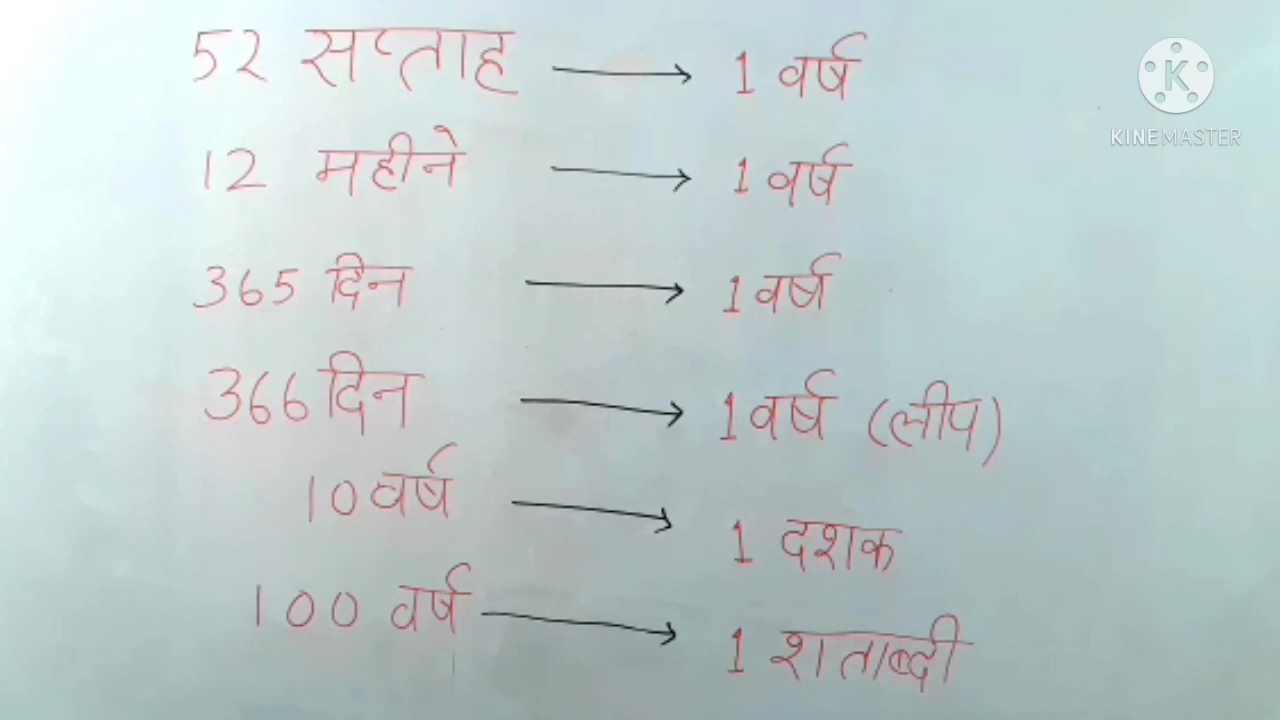 52 सप्ताह → 1 वर्ष
12 महीने → 1 वर्ष
365 दिन → 1 वर्ष
366 दिन → 1 वर्ष (लीप)
10 वर्ष → 1 दशक
100 वर्ष → 1 शताब्दी
K
KINEMASTER